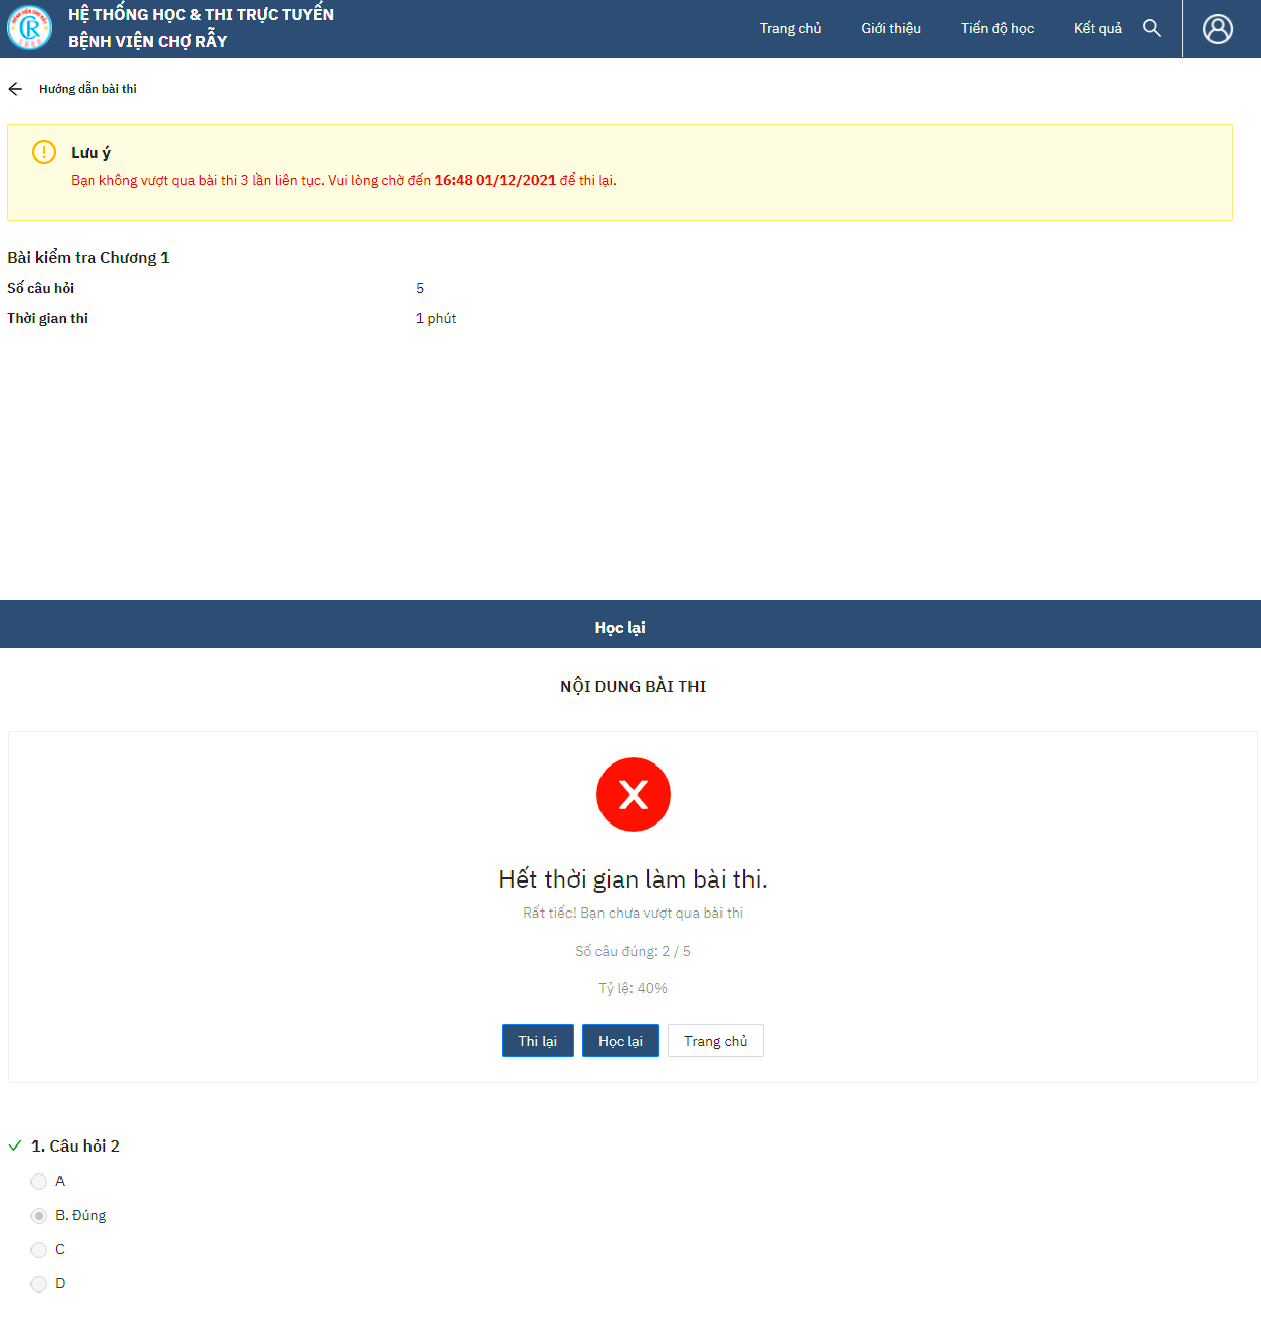 HỆ THỐNG HỌC & THI TRỰC TUYẾN
BỆNH VIỆN CHỢ RẪY
Trang chủ
Giới thiệu
Tiến độ học
Kết quả
Hướng dẫn bài thi
Lưu ý
Bạn không vượt qua bài thi 3 lần liên tục. Vui lòng chờ đến 16:48 01/12/2021 để thi lại.
Bài kiểm tra Chương 1
Số câu hỏi 5
Thời gian thi 1 phút
Học lại
NỘI DUNG BÀI THI
Hết thời gian làm bài thi.
Rất tiếc! Bạn chưa vượt qua bài thi
Số câu đúng: 2 / 5
Tỷ lệ: 40%
Thi lại
Học lại
Trang chủ
1. Câu hỏi 2
A
B. Đúng
C
D